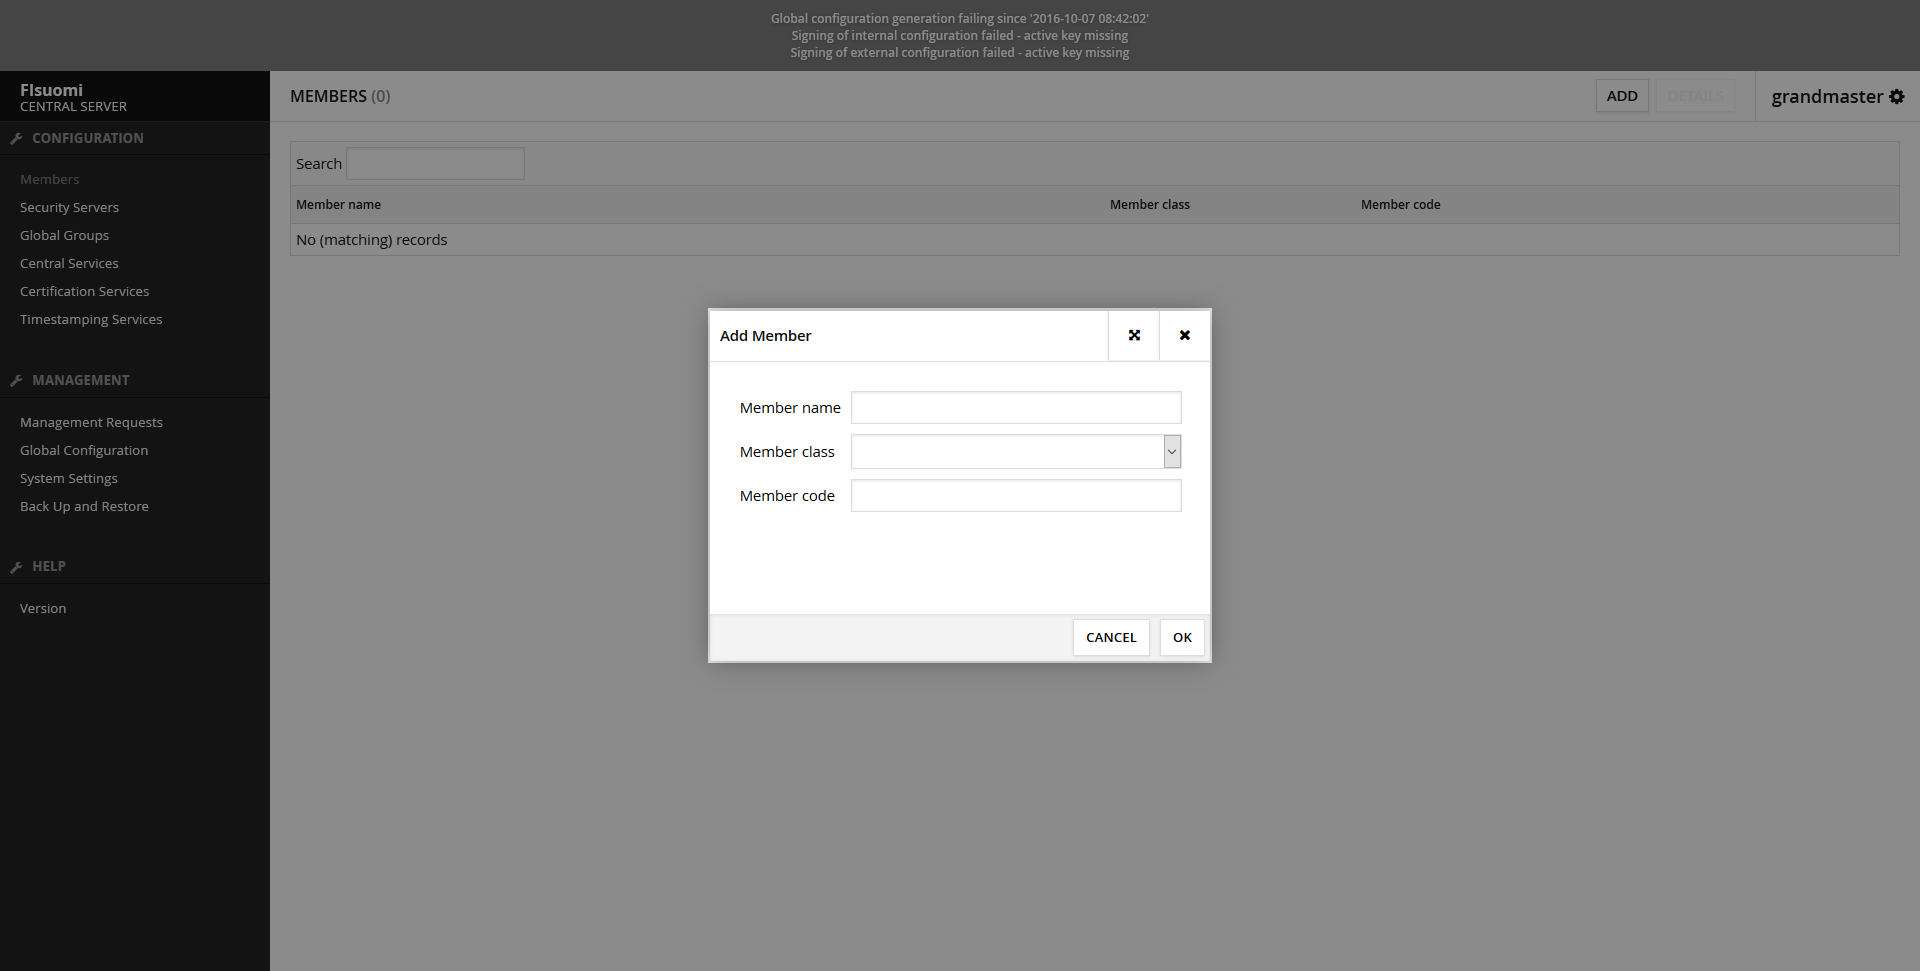 Global configuration generation failing since '2016-10-07 08:42:02'
Signing of internal configuration failed - active key missing
Signing of external configuration failed - active key missing
FIsuomi
CENTRAL SERVER
MEMBERS (0)
ADD
DETAILS
grandmaster
CONFIGURATION
Members
Security Servers
Global Groups
Central Services
Certification Services
Timestamping Services
MANAGEMENT
Management Requests
Global Configuration
System Settings
Back Up and Restore
HELP
Version
Search
Member name Member class Member code
No (matching) records
Add Member
Member name
Member class
Member code
CANCEL OK